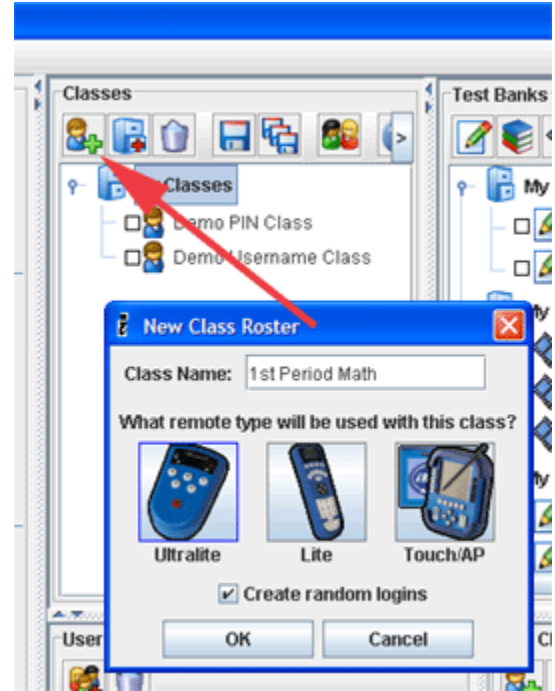 Classes
Test Banks
Classes
My
Demo PIN Class
Demo Username Class
My
New Class Roster
Class Name: 1st Period Math
What remote type will be used with this class?
My
Ultralite Lite Touch/AP
Create random logins
OK Cancel
User